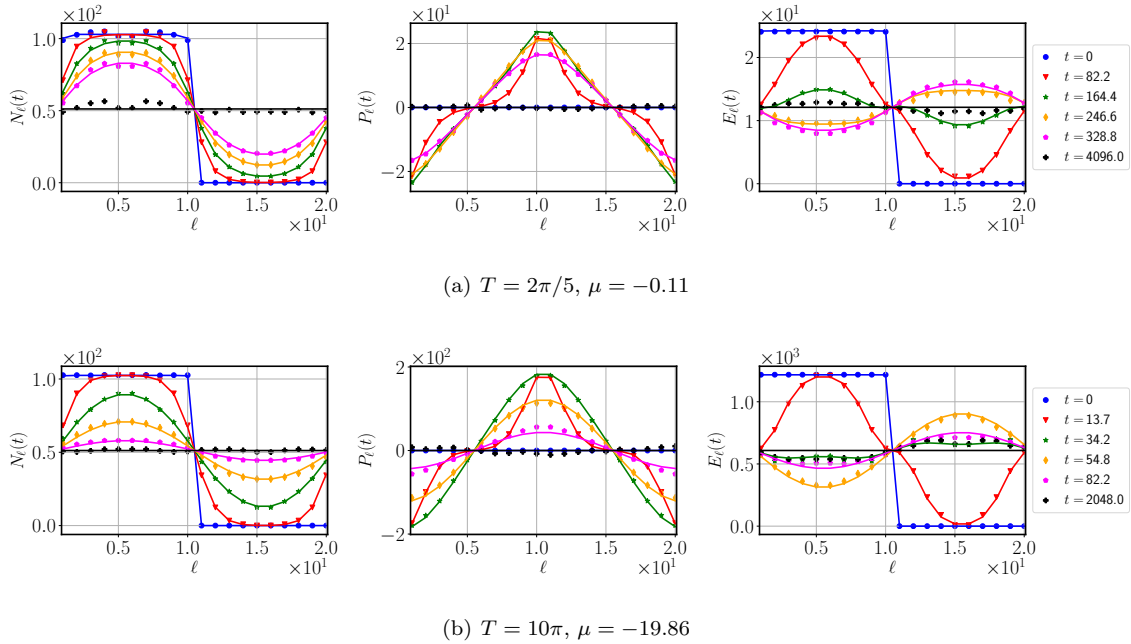 ×10² ×10¹ ×10¹
N_ℓ(t) 1.0 0.5 0.0
P_ℓ(t) 2 0 −2
E_ℓ(t) 2 1 0
t = 0
t = 82.2
t = 164.4
t = 246.6
t = 328.8
t = 4096.0
0.5 1.0 1.5 2.0 0.5 1.0 1.5 2.0 0.5 1.0 1.5 2.0
ℓ ×10¹ ℓ ×10¹ ℓ ×10¹
(a) T = 2π/5, μ = −0.11
×10² ×10² ×10³
N_ℓ(t) 1.0 0.5 0.0
P_ℓ(t) 2 0 −2
E_ℓ(t) 1.0 0.5 0.0
t = 0
t = 13.7
t = 34.2
t = 54.8
t = 82.2
t = 2048.0
0.5 1.0 1.5 2.0 0.5 1.0 1.5 2.0 0.5 1.0 1.5 2.0
ℓ ×10¹ ℓ ×10¹ ℓ ×10¹
(b) T = 10π, μ = −19.86